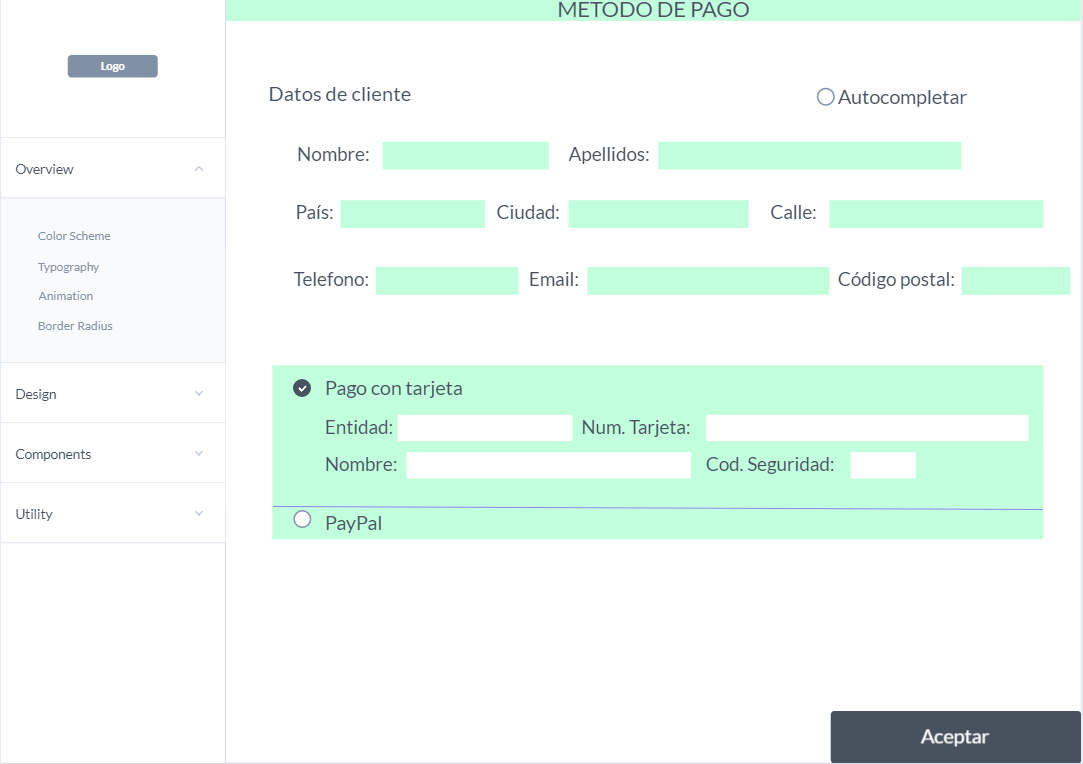 METODO DE PAGO
Logo
Datos de cliente
Autocompletar
Nombre: Apellidos:
Overview
País: Ciudad: Calle:
Color Scheme
Typography
Telefono: Email: Código postal:
Animation
Border Radius
Design
Pago con tarjeta
Entidad: Num. Tarjeta:
Components
Nombre: Cod. Seguridad:
Utility
PayPal
Aceptar